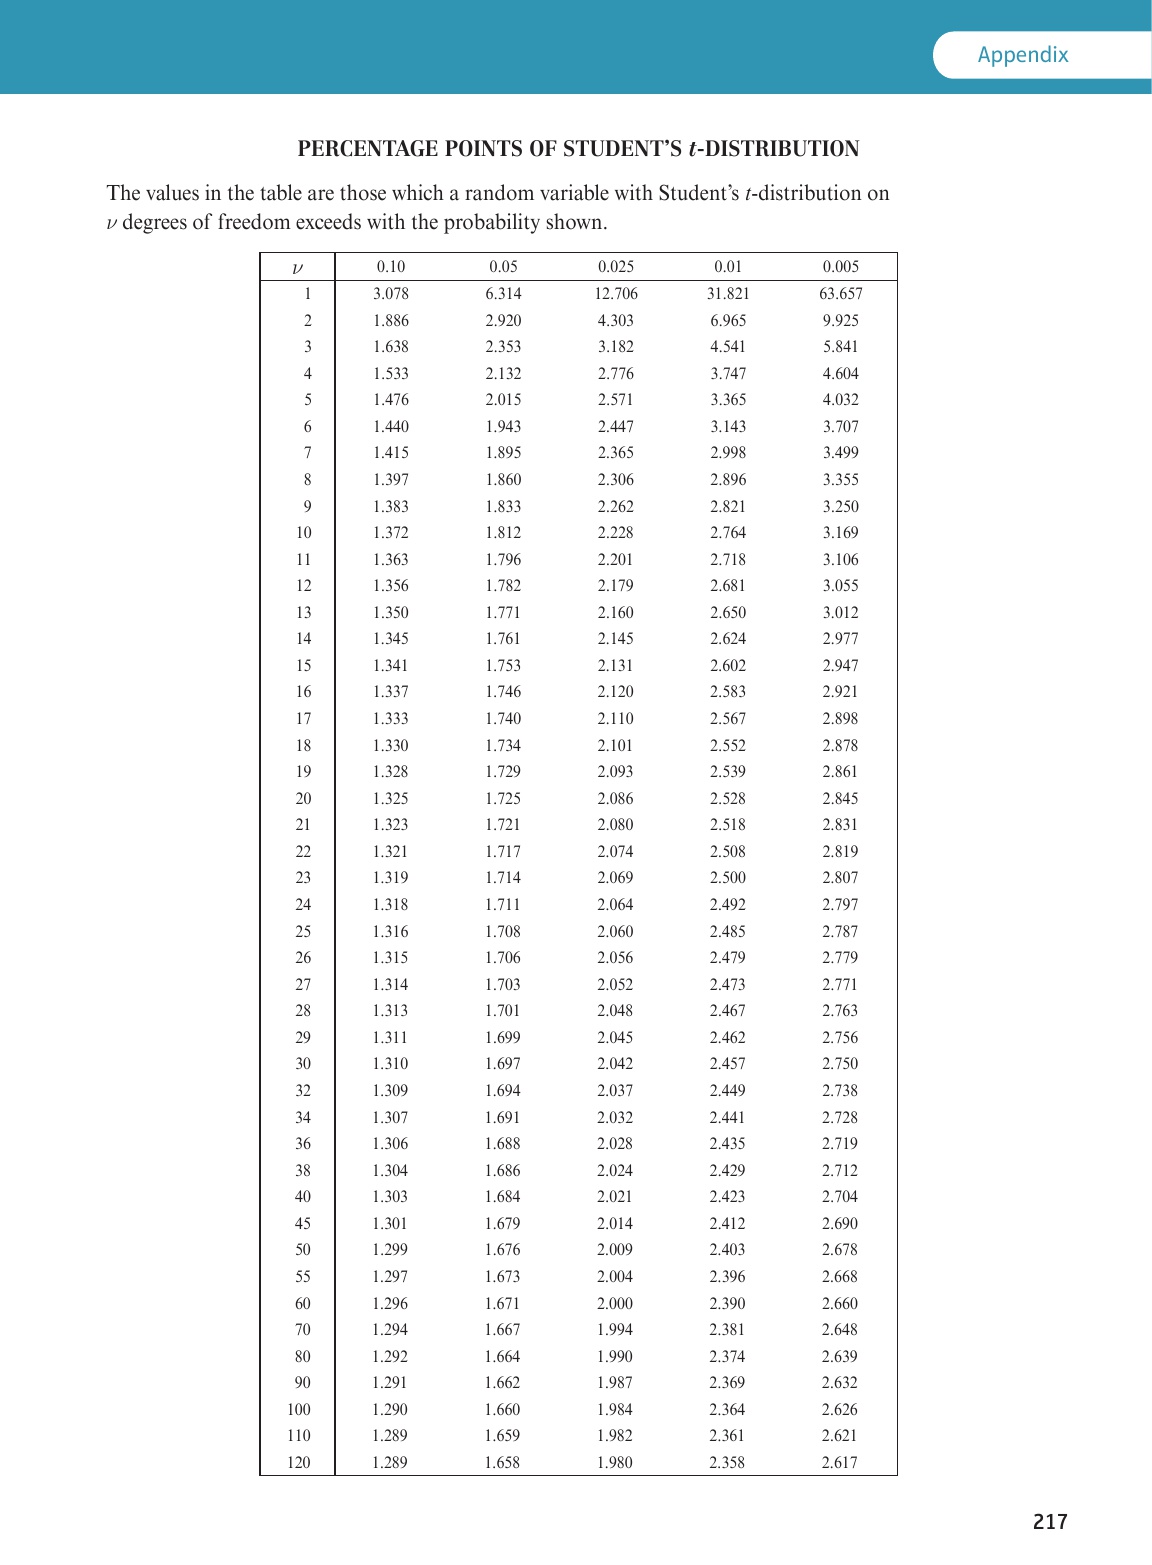 Appendix
PERCENTAGE POINTS OF STUDENT’S t-DISTRIBUTION
The values in the table are those which a random variable with Student’s t-distribution on
ν degrees of freedom exceeds with the probability shown.
ν 0.10 0.05 0.025 0.01 0.005
1 3.078 6.314 12.706 31.821 63.657
2 1.886 2.920 4.303 6.965 9.925
3 1.638 2.353 3.182 4.541 5.841
4 1.533 2.132 2.776 3.747 4.604
5 1.476 2.015 2.571 3.365 4.032
6 1.440 1.943 2.447 3.143 3.707
7 1.415 1.895 2.365 2.998 3.499
8 1.397 1.860 2.306 2.896 3.355
9 1.383 1.833 2.262 2.821 3.250
10 1.372 1.812 2.228 2.764 3.169
11 1.363 1.796 2.201 2.718 3.106
12 1.356 1.782 2.179 2.681 3.055
13 1.350 1.771 2.160 2.650 3.012
14 1.345 1.761 2.145 2.624 2.977
15 1.341 1.753 2.131 2.602 2.947
16 1.337 1.746 2.120 2.583 2.921
17 1.333 1.740 2.110 2.567 2.898
18 1.330 1.734 2.101 2.552 2.878
19 1.328 1.729 2.093 2.539 2.861
20 1.325 1.725 2.086 2.528 2.845
21 1.323 1.721 2.080 2.518 2.831
22 1.321 1.717 2.074 2.508 2.819
23 1.319 1.714 2.069 2.500 2.807
24 1.318 1.711 2.064 2.492 2.797
25 1.316 1.708 2.060 2.485 2.787
26 1.315 1.706 2.056 2.479 2.779
27 1.314 1.703 2.052 2.473 2.771
28 1.313 1.701 2.048 2.467 2.763
29 1.311 1.699 2.045 2.462 2.756
30 1.310 1.697 2.042 2.457 2.750
32 1.309 1.694 2.037 2.449 2.738
34 1.307 1.691 2.032 2.441 2.728
36 1.306 1.688 2.028 2.435 2.719
38 1.304 1.686 2.024 2.429 2.712
40 1.303 1.684 2.021 2.423 2.704
45 1.301 1.679 2.014 2.412 2.690
50 1.299 1.676 2.009 2.403 2.678
55 1.297 1.673 2.004 2.396 2.668
60 1.296 1.671 2.000 2.390 2.660
70 1.294 1.667 1.994 2.381 2.648
80 1.292 1.664 1.990 2.374 2.639
90 1.291 1.662 1.987 2.369 2.632
100 1.290 1.660 1.984 2.364 2.626
110 1.289 1.659 1.982 2.361 2.621
120 1.289 1.658 1.980 2.358 2.617
217